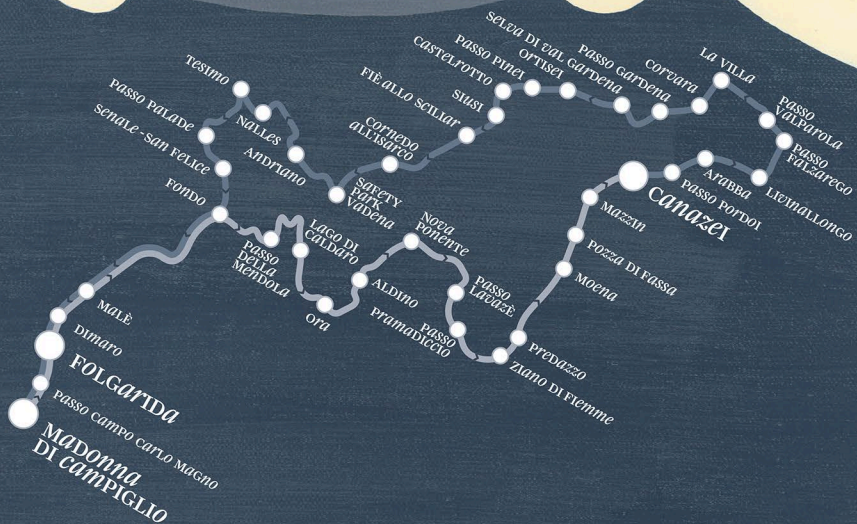 SELVA DI VAL GARDENA
PASSO GARDENA
CORVARA
LA VILLA
ORTISEI
PASSO PINEI
CASTELROTTO
TESIMO
FIÈ ALLO SCILIAR
SIUSI
PASSO
VALPAROLA
PASSO
FALZAREGO
PASSO PALADE
NALLES
CORNEDO
ALL'ISARCO
SENALE-SAN FELICE
ANDRIANO
SAFETY
PARK
VADENA
FONDO
LIVINALLONGO
ARABBA
PASSO PORDOI
CANAZEI
MAZZIN
POZZA DI FASSA
MOENA
NOVA
PONENTE
LAGO DI
CALDARO
PASSO
DELLA
MENDOLA
ALDINO
PASSO
LAVAZÈ
ORA
PASSO
PRAMADICCIO
PREDAZZO
ZIANO DI FIEMME
MALÈ
DIMARO
FOLGARIDA
PASSO CAMPO CARLO MAGNO
MADONNA
DI CAMPIGLIO